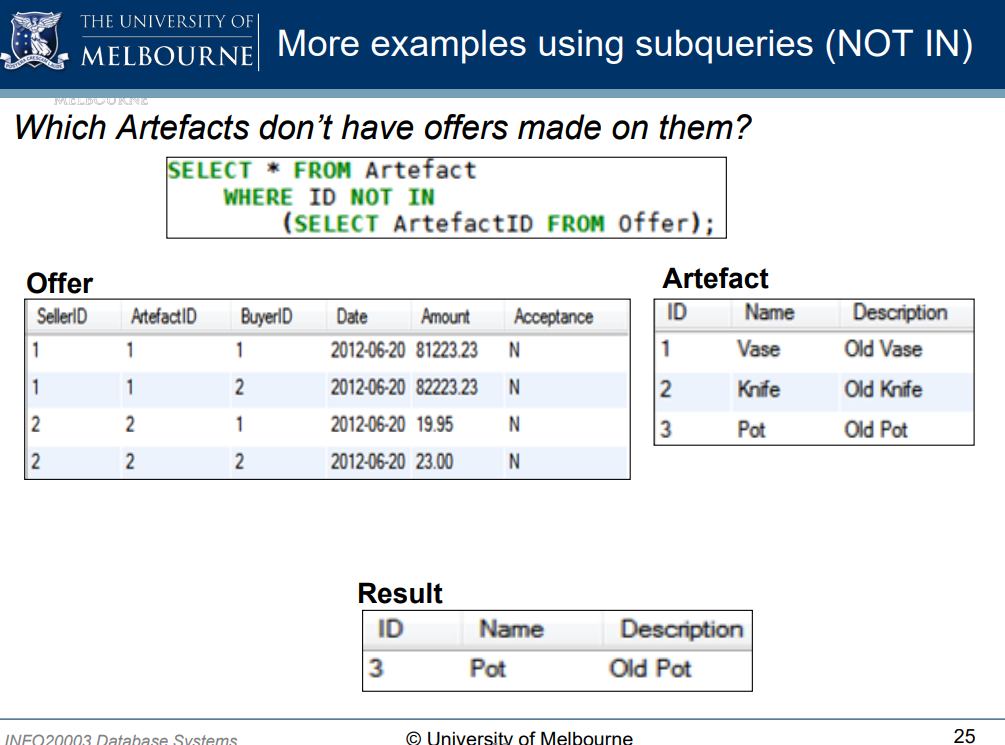 THE UNIVERSITY OF
MELBOURNE
More examples using subqueries (NOT IN)
MELBOURNE
Which Artefacts don't have offers made on them?
SELECT * FROM Artefact
WHERE ID NOT IN
(SELECT ArtefactID FROM Offer);
Offer
SellerID ArtefactID BuyerID Date Amount Acceptance
1 1 1 2012-06-20 81223.23 N
1 1 2 2012-06-20 82223.23 N
2 2 1 2012-06-20 19.95 N
2 2 2 2012-06-20 23.00 N
Artefact
ID Name Description
1 Vase Old Vase
2 Knife Old Knife
3 Pot Old Pot
Result
ID Name Description
3 Pot Old Pot
INFO20003 Database Systems
© University of Melbourne
25